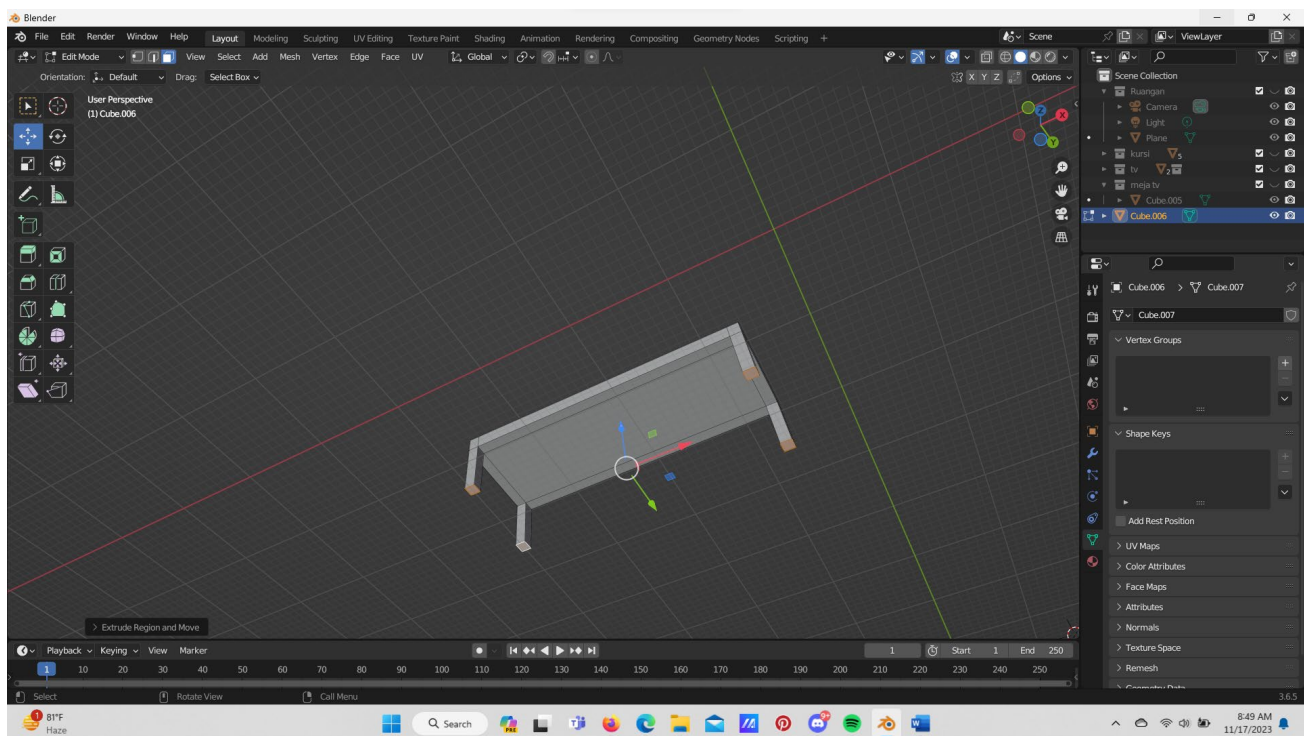 Blender
File Edit Render Window Help Layout Modeling Sculpting UV Editing Texture Paint Shading Animation Rendering Compositing Geometry Nodes Scripting + Scene ViewLayer
Edit Mode View Select Add Mesh Vertex Edge Face UV Global
Orientation: Default Drag: Select Box X Y Z Options
User Perspective
(1) Cube.006
Z
X
Y
Scene Collection
Ruangan
Camera
Light
Plane
kursi 5
tv 2
meja tv
Cube.005
Cube.006
Cube.006 > Cube.007
Cube.007
Vertex Groups
Shape Keys
Add Rest Position
> UV Maps
> Color Attributes
> Face Maps
> Attributes
> Normals
> Texture Space
> Remesh
> Geometry Data
> Extrude Region and Move
Playback Keying View Marker 1 Start 1 End 250
1 10 20 30 40 50 60 70 80 90 100 110 120 130 140 150 160 170 180 190 200 210 220 230 240 250
Select Rotate View Call Menu 3.6.5
1 81°F
Haze
Search
PRE
9+
W
8:49 AM
11/17/2023